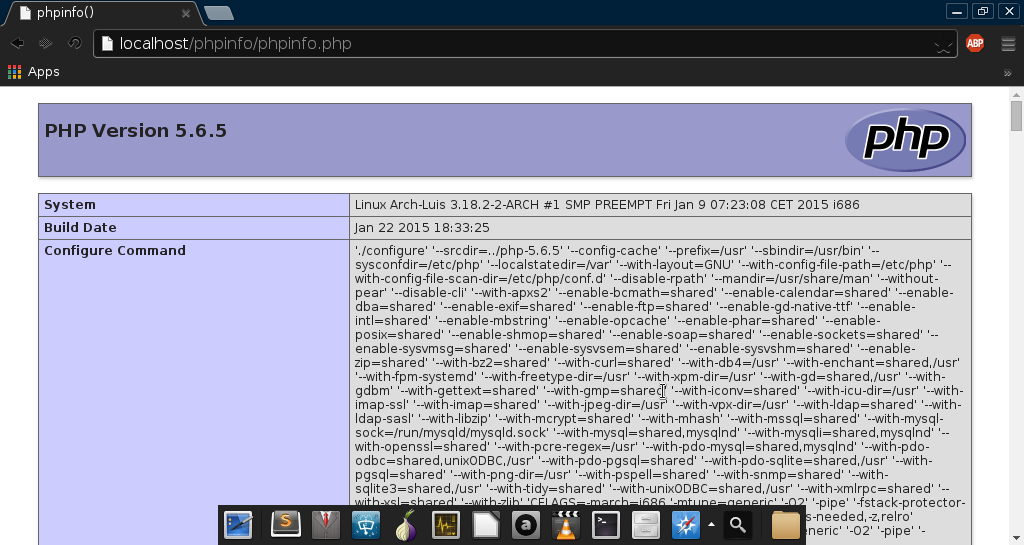 phpinfo()
localhost/phpinfo/phpinfo.php
ABP
Apps
PHP Version 5.6.5
php
System
Linux Arch-Luis 3.18.2-2-ARCH #1 SMP PREEMPT Fri Jan 9 07:23:08 CET 2015 i686
Build Date
Jan 22 2015 18:33:25
Configure Command
'./configure' '--srcdir=../php-5.6.5' '--config-cache' '--prefix=/usr' '--sbindir=/usr/bin' '--
sysconfdir=/etc/php' '--localstatedir=/var' '--with-layout=GNU' '--with-config-file-path=/etc/php' '--
with-config-file-scan-dir=/etc/php/conf.d' '--disable-rpath' '--mandir=/usr/share/man' '--without-
pear' '--disable-cli' '--with-apxs2' '--enable-bcmath=shared' '--enable-calendar=shared' '--enable-
dba=shared' '--enable-exif=shared' '--enable-ftp=shared' '--enable-gd-native-ttf' '--enable-
intl=shared' '--enable-mbstring' '--enable-opcache' '--enable-phar=shared' '--enable-
posix=shared' '--enable-shmop=shared' '--enable-soap=shared' '--enable-sockets=shared' '--
enable-sysvmsg=shared' '--enable-sysvsem=shared' '--enable-sysvshm=shared' '--enable-
zip=shared' '--with-bz2=shared' '--with-curl=shared' '--with-db4=/usr' '--with-enchant=shared,/usr'
'--with-fpm-systemd' '--with-freetype-dir=/usr' '--with-xpm-dir=/usr' '--with-gd=shared,/usr' '--with-
gdbm' '--with-gettext=shared' '--with-gmp=shared' '--with-iconv=shared' '--with-icu-dir=/usr' '--with-
imap-ssl' '--with-imap=shared' '--with-jpeg-dir=/usr' '--with-vpx-dir=/usr' '--with-ldap=shared' '--with-
ldap-sasl' '--with-libzip' '--with-mcrypt=shared' '--with-mhash' '--with-mssql=shared' '--with-mysql-
sock=/run/mysqld/mysqld.sock' '--with-mysql=shared,mysqlnd' '--with-mysqli=shared,mysqlnd' '--
with-openssl=shared' '--with-pcre-regex=/usr' '--with-pdo-mysql=shared,mysqlnd' '--with-pdo-
odbc=shared,unixODBC,/usr' '--with-pdo-pgsql=shared' '--with-pdo-sqlite=shared,/usr' '--with-
pgsql=shared' '--with-png-dir=/usr' '--with-pspell=shared' '--with-snmp=shared' '--with-
sqlite3=shared,/usr' '--with-tidy=shared' '--with-unixODBC=shared,/usr' '--with-xmlrpc=shared' '--
with-xsl=shared' '--with-zlib' 'CFLAGS=-march=i686 '-mtune=generic' '-O2' '-pipe' '-fstack-protector-
s-needed,-z,relro'
eneric' '-O2' '-pipe' '-